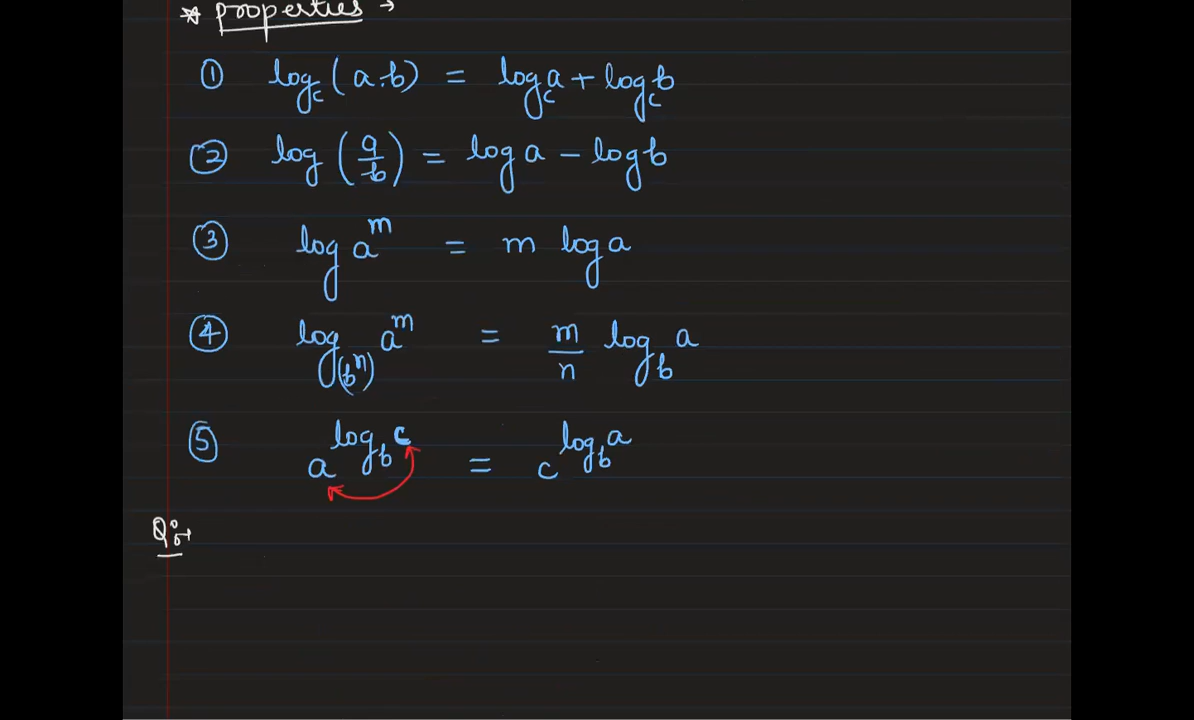 * properties →
① log_c (a.b) = log_c a + log_c b
② log (a/b) = log a - log b
③ log a^m = m log a
④ log_(b^n) a^m = m/n log_b a
⑤ a^(log_b c) = c^(log_b a)
Q:→